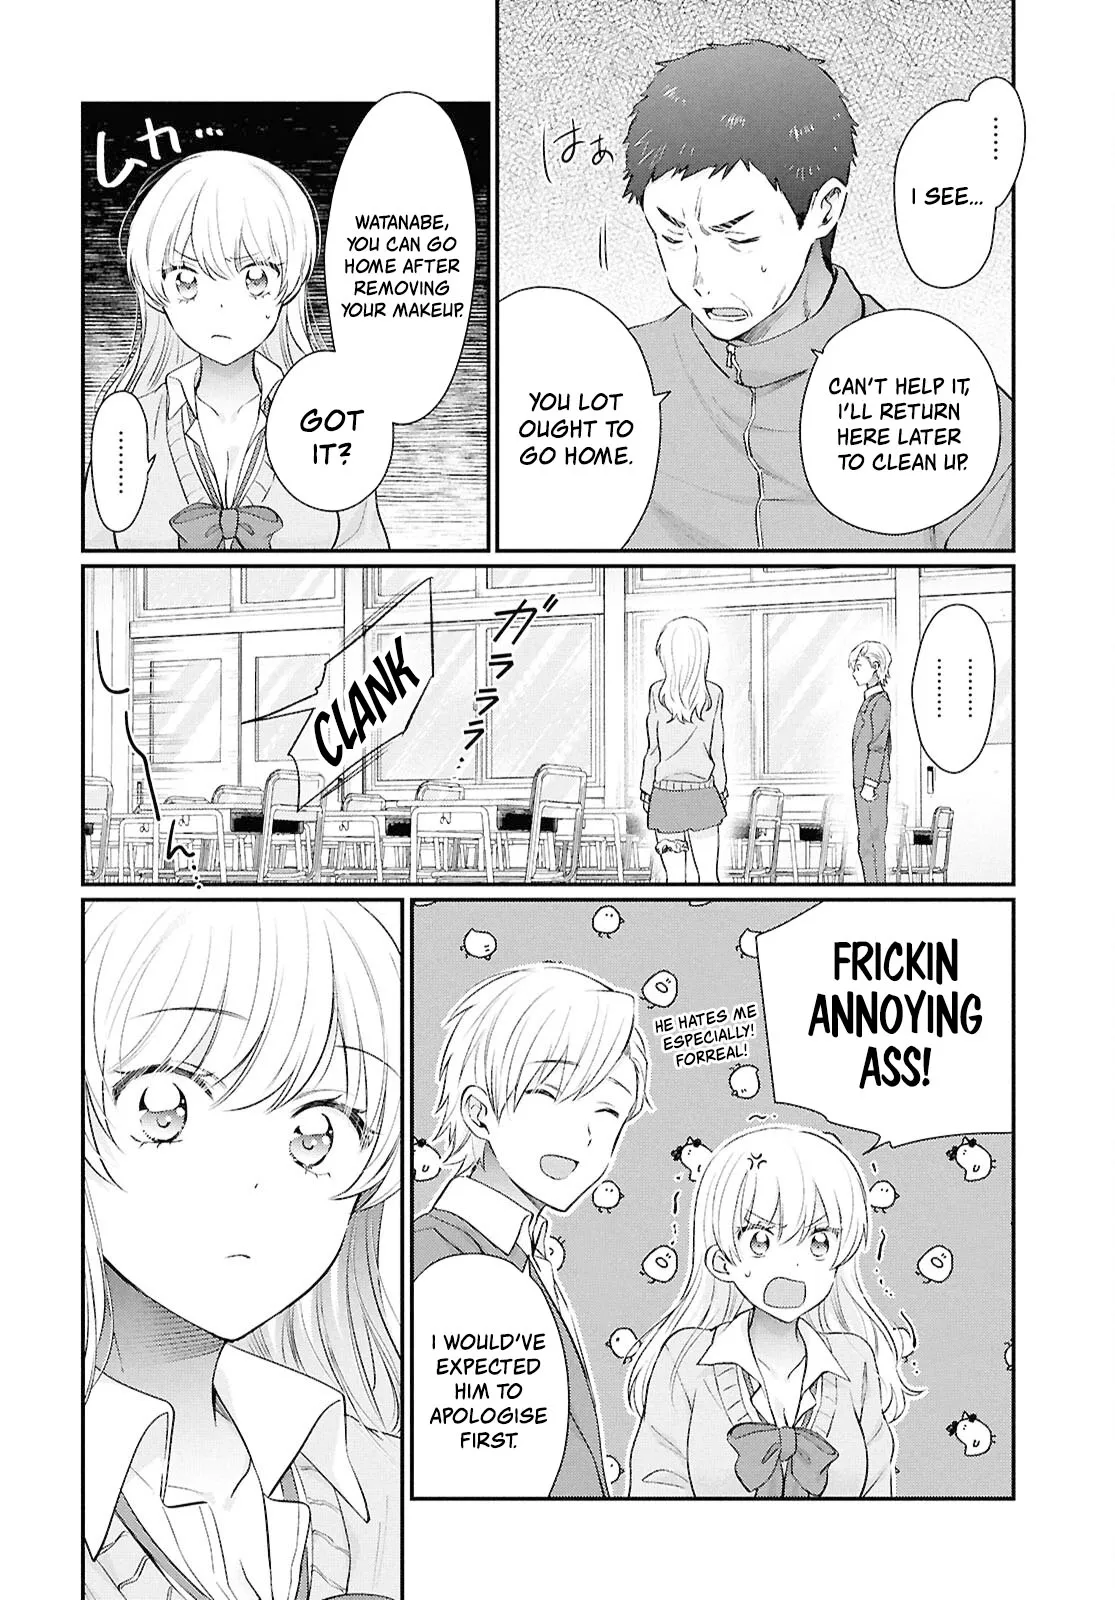 ………
I SEE...
はぁ
CAN'T HELP IT,
I'LL RETURN
HERE LATER
TO CLEAN UP.
YOU LOT
OUGHT TO
GO HOME.
WATANABE,
YOU CAN GO
HOME AFTER
REMOVING
YOUR MAKEUP.
GOT
IT?
ムカ…
………
………
………
ガラララ…
CLANK
しーん…
FRICKIN
ANNOYING
ASS!
HE HATES ME
ESPECIALLY!
FORREAL!
I WOULD'VE
EXPECTED
HIM TO
APOLOGISE
FIRST.